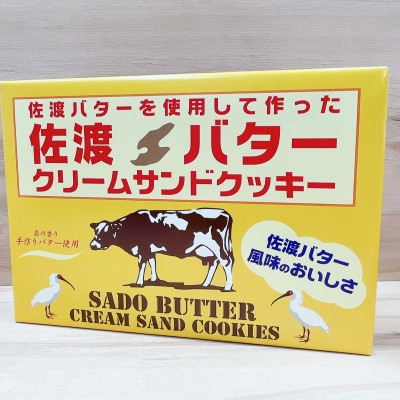 佐渡バターを使用して作った
佐渡バター
クリームサンドクッキー
島の香り
手作りバター使用
佐渡バター
風味のおいしさ
SADO BUTTER
CREAM SAND COOKIES